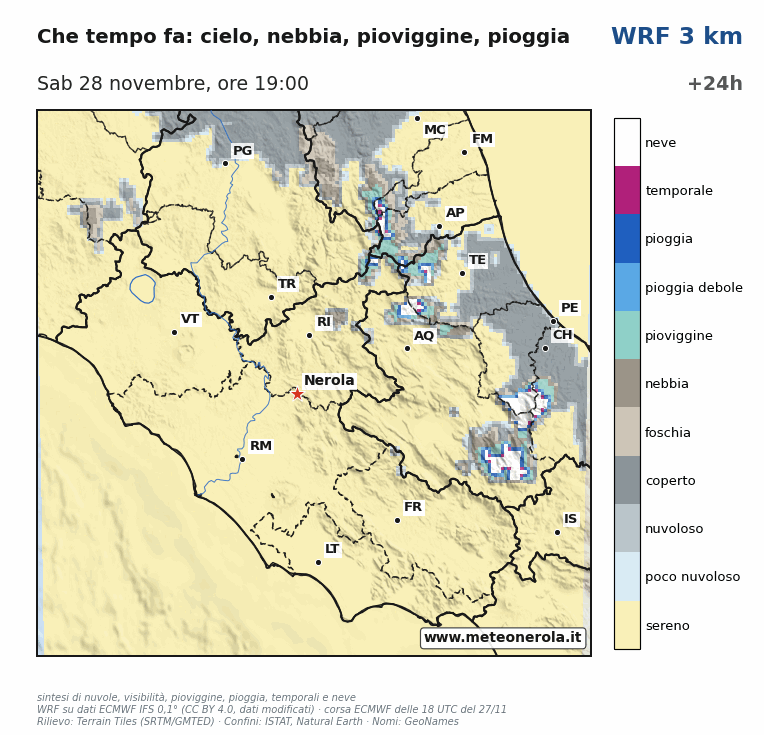 Che tempo fa: cielo, nebbia, pioviggine, pioggia
WRF 3 km
Sab 28 novembre, ore 19:00
+24h
MC
FM
PG
AP
TE
TR
PE
VT
RI
AQ
CH
Nerola
RM
FR
IS
LT
www.meteonerola.it
neve
temporale
pioggia
pioggia debole
pioviggine
nebbia
foschia
coperto
nuvoloso
poco nuvoloso
sereno
sintesi di nuvole, visibilità, pioviggine, pioggia, temporali e neve
WRF su dati ECMWF IFS 0,1° (CC BY 4.0, dati modificati) · corsa ECMWF delle 18 UTC del 27/11
Rilievo: Terrain Tiles (SRTM/GMTED) · Confini: ISTAT, Natural Earth · Nomi: GeoNames